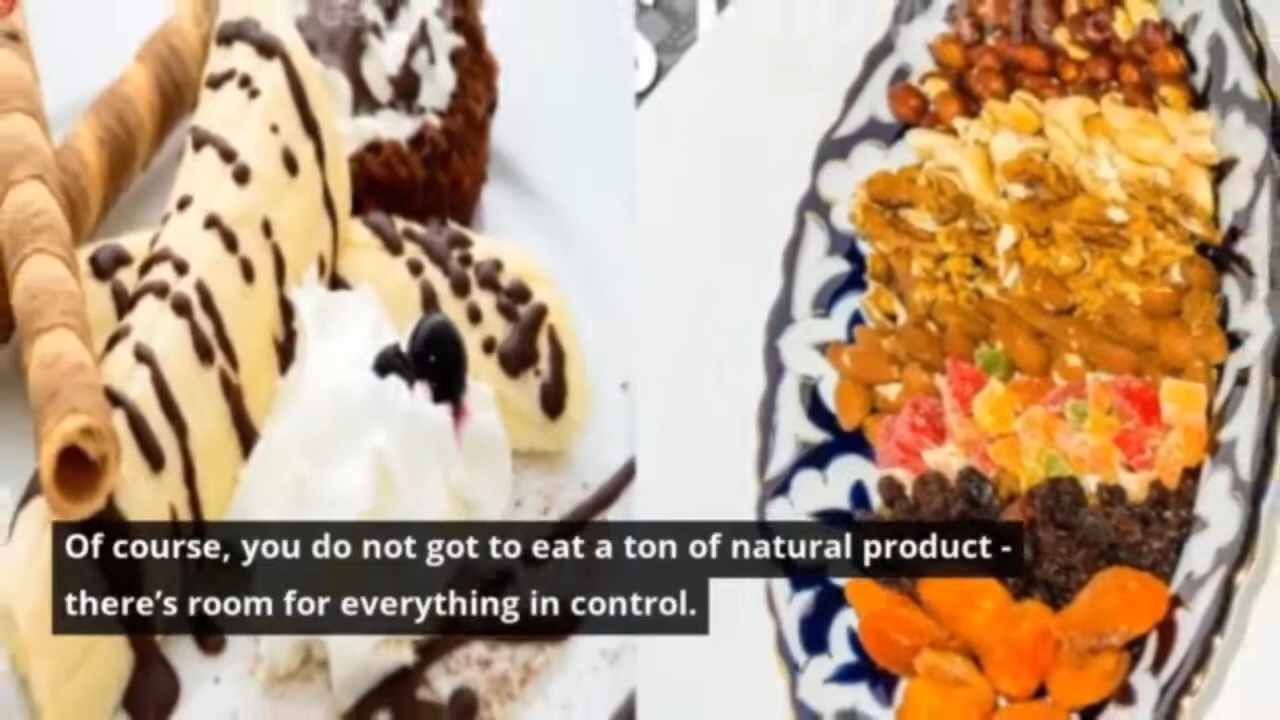 Of course, you do not got to eat a ton of natural product -
there’s room for everything in control.